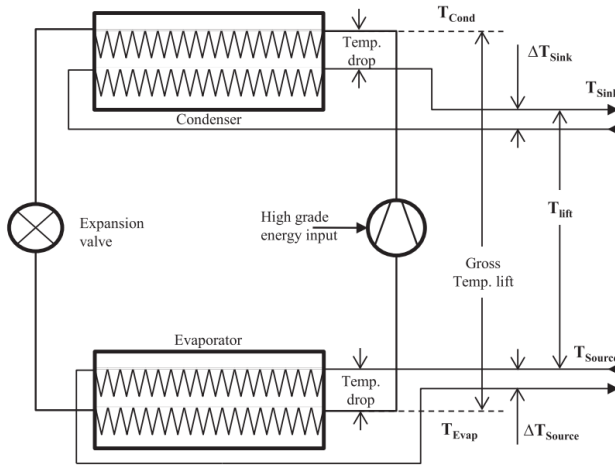 T_Cond
Temp.
drop
ΔT_Sink
T_Sink
Condenser
Expansion
valve
High grade
energy input
T_lift
Gross
Temp. lift
Evaporator
T_Source
Temp.
drop
T_Evap
ΔT_Source